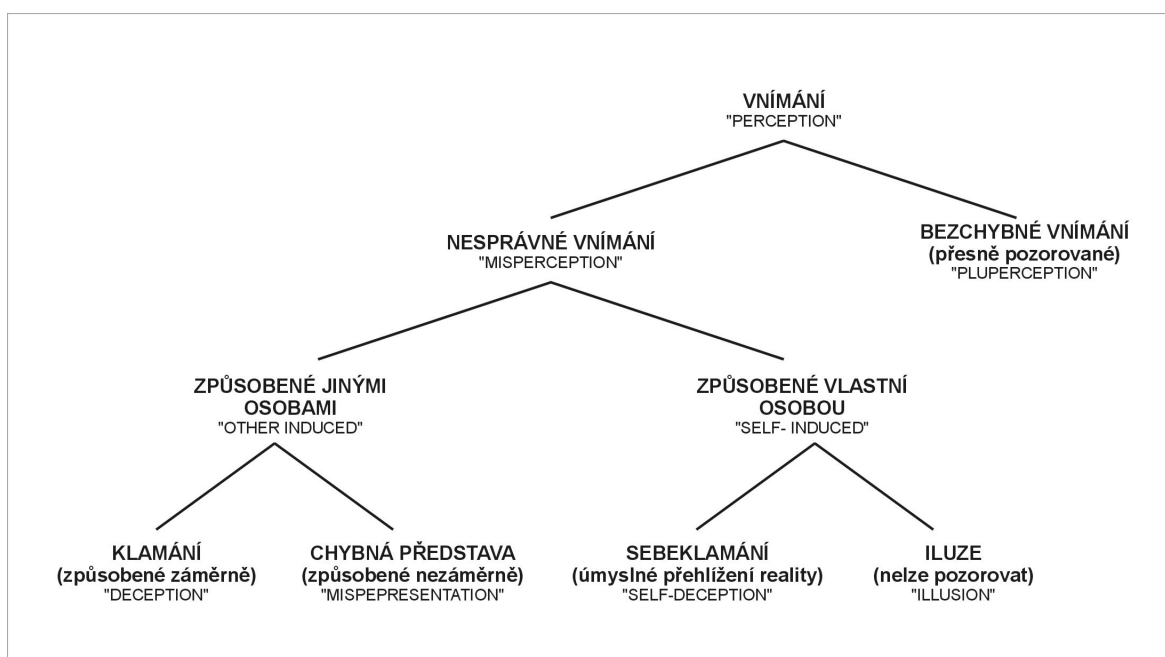 VNÍMÁNÍ
"PERCEPTION"
NESPRÁVNÉ VNÍMÁNÍ
"MISPERCEPTION"
BEZCHYBNÉ VNÍMÁNÍ
(přesně pozorované)
"PLUPERCEPTION"
ZPŮSOBENÉ JINÝMI
OSOBAMI
"OTHER INDUCED"
ZPŮSOBENÉ VLASTNÍ
OSOBOU
"SELF- INDUCED"
KLAMÁNÍ
(způsobené záměrně)
"DECEPTION"
CHYBNÁ PŘEDSTAVA
(způsobené nezáměrně)
"MISPEPRESENTATION"
SEBEKLAMÁNÍ
(úmyslné přehlížení reality)
"SELF-DECEPTION"
ILUZE
(nelze pozorovat)
"ILLUSION"